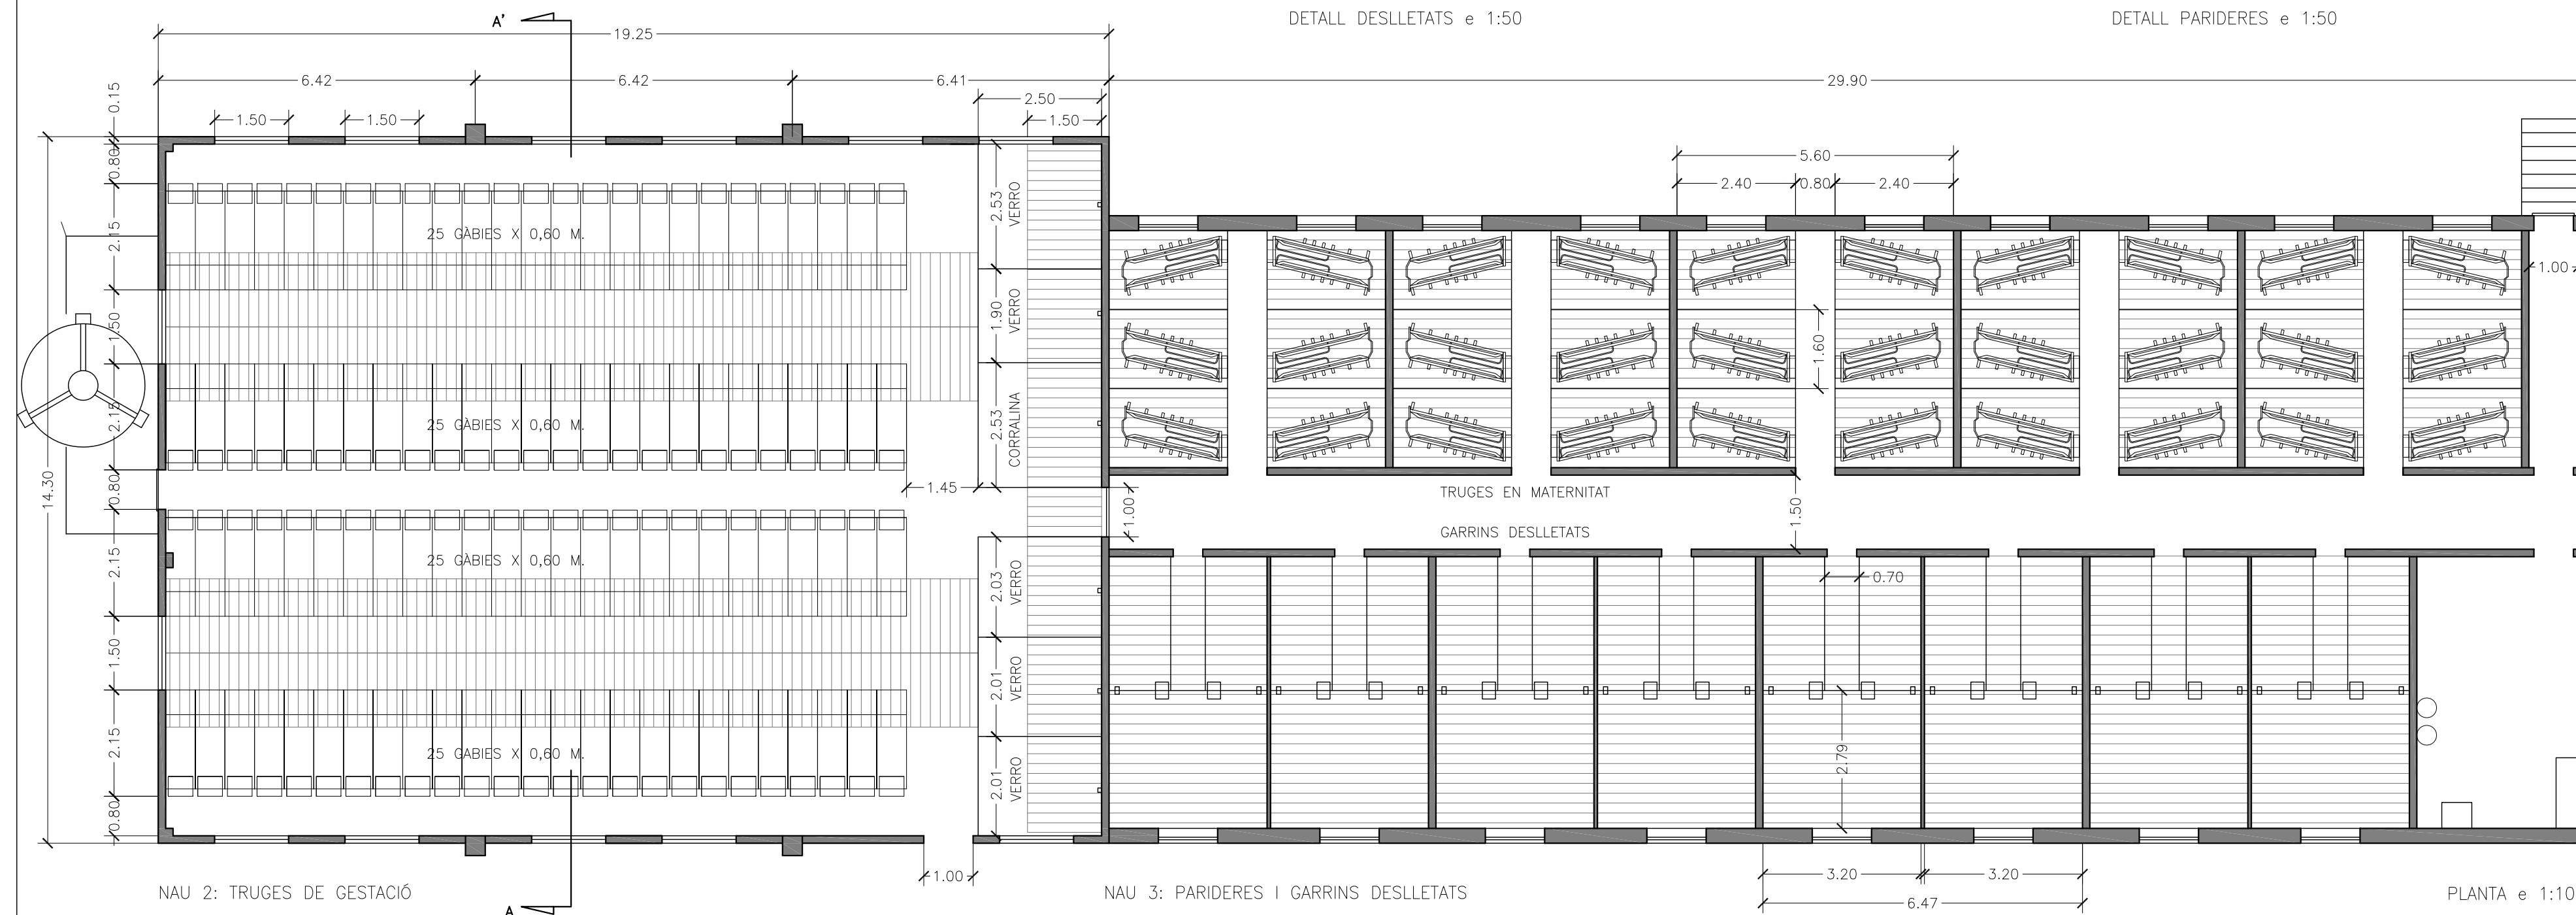 DETALL DESLLETATS e 1:50
DETALL PARIDERES e 1:50
A'
19.25
6.42
6.42
6.41
29.90
2.50
1.50
1.50
1.50
0.15
0.80
2.15
1.50
2.15
0.80
2.15
1.50
2.15
0.80
14.30
25 GÀBIES X 0,60 M.
25 GÀBIES X 0,60 M.
25 GÀBIES X 0,60 M.
25 GÀBIES X 0,60 M.
1.45
2.53
VERRO
1.90
VERRO
2.53
CORRALINA
1.00
2.03
VERRO
2.01
VERRO
2.01
VERRO
5.60
2.40
0.80
2.40
1.00
1.60
TRUGES EN MATERNITAT
1.50
GARRINS DESLLETATS
0.70
2.79
3.20
3.20
6.47
1.00
NAU 2: TRUGES DE GESTACIÓ
NAU 3: PARIDERES I GARRINS DESLLETATS
PLANTA e 1:10
A